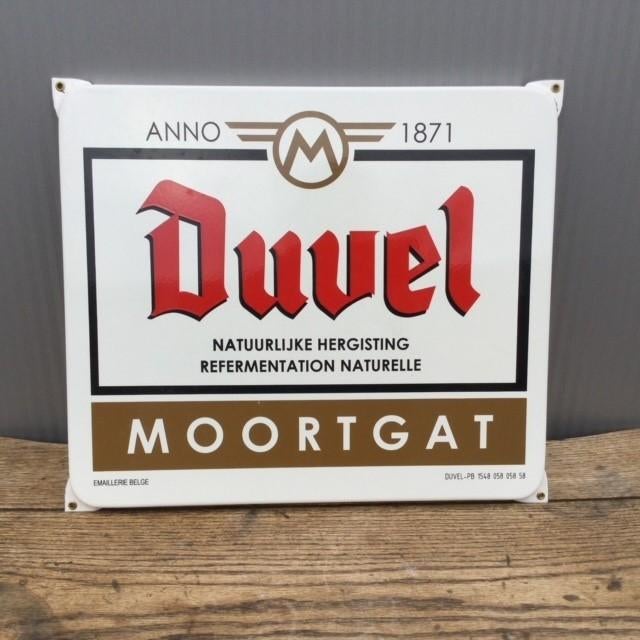 ANNO M 1871
Duvel
NATUURLIJKE HERGISTING
REFERMENTATION NATURELLE
MOORTGAT
EMAILLERIE BELGE DUVEL-PB 1548 058 058 58